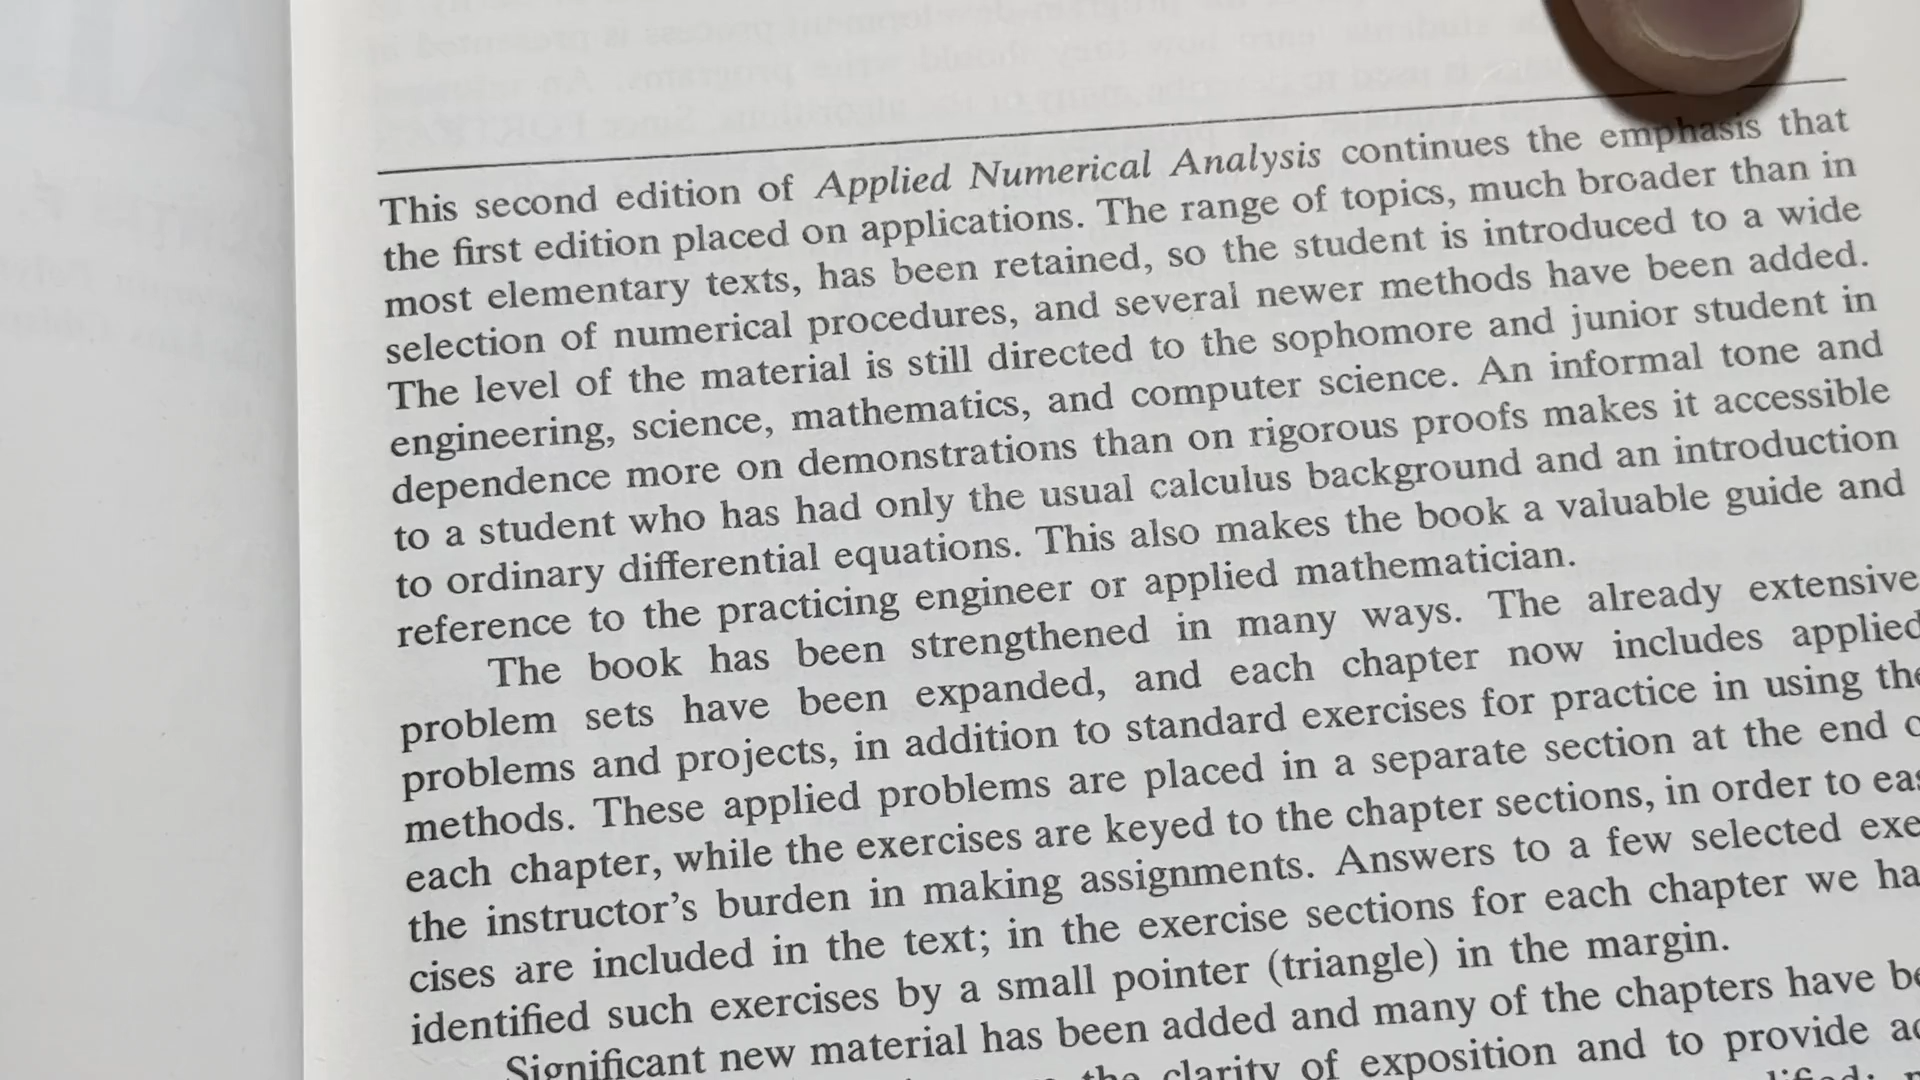 This second edition of Applied Numerical Analysis continues the emphasis that
the first edition placed on applications. The range of topics, much broader than in
most elementary texts, has been retained, so the student is introduced to a wide
selection of numerical procedures, and several newer methods have been added.
The level of the material is still directed to the sophomore and junior student in
engineering, science, mathematics, and computer science. An informal tone and
dependence more on demonstrations than on rigorous proofs makes it accessible
to a student who has had only the usual calculus background and an introduction
to ordinary differential equations. This also makes the book a valuable guide and
reference to the practicing engineer or applied mathematician.
The book has been strengthened in many ways. The already extensive
problem sets have been expanded, and each chapter now includes applied
problems and projects, in addition to standard exercises for practice in using the
methods. These applied problems are placed in a separate section at the end
each chapter, while the exercises are keyed to the chapter sections, in order to
the instructor's burden in making assignments. Answers to a few selected exe
cises are included in the text; in the exercise sections for each chapter we ha
identified such exercises by a small pointer (triangle) in the margin.
Significant new material has been added and many of the chapters have be
the clarity of exposition and to provide